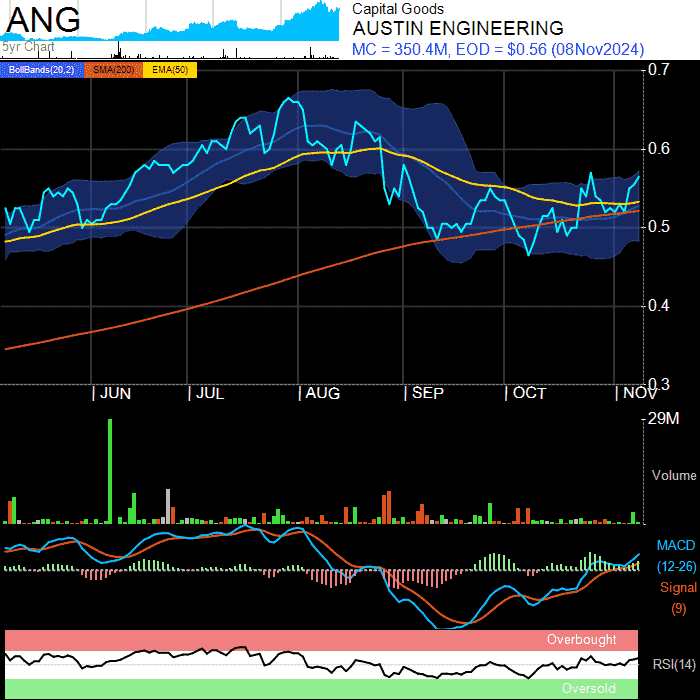 ANG
5yr Chart
Capital Goods
AUSTIN ENGINEERING
MC = 350.4M, EOD = $0.56 (08Nov2024)
BollBands(20,2) SMA(200) EMA(50)
0.7
0.6
0.5
0.4
0.3
| JUN | JUL | AUG | SEP | OCT | NOV
29M
Volume
MACD
(12-26)
Signal
(9)
Overbought
RSI(14)
Oversold